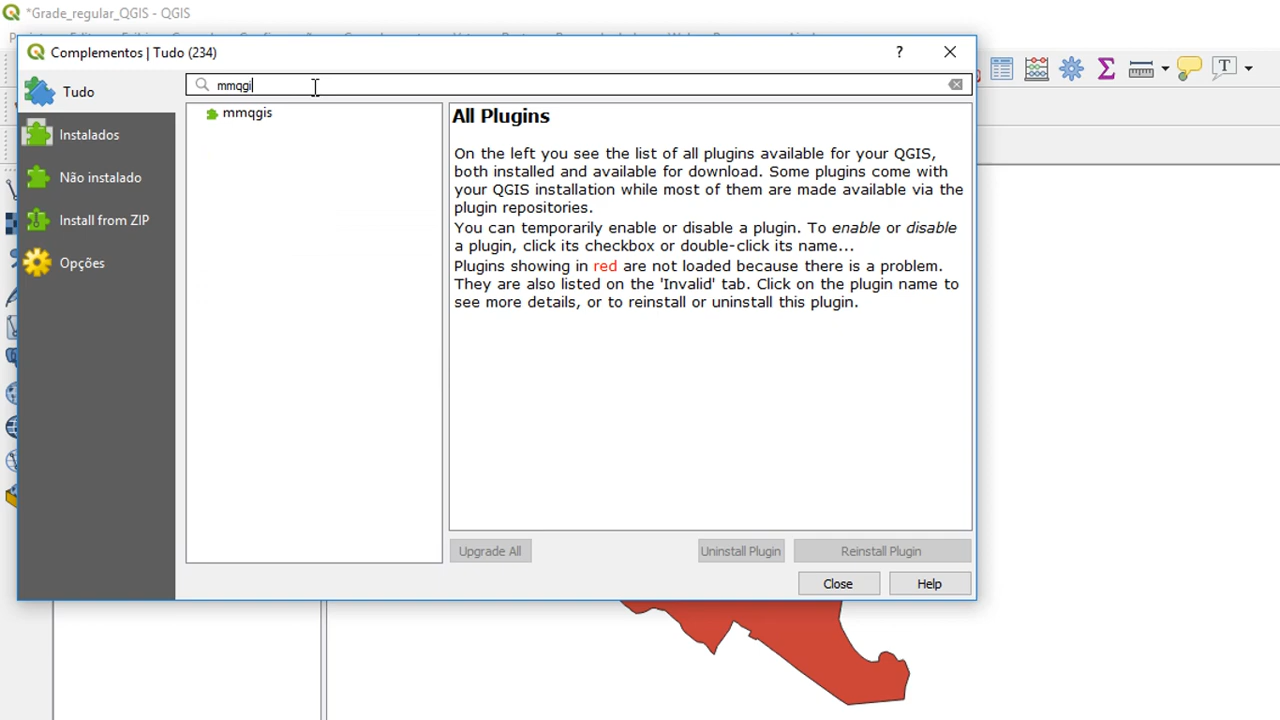 *Grade_regular_QGIS - QGIS
Complementos | Tudo (234)
?
Tudo
mmqgi
Instalados
Não instalado
Install from ZIP
Opções
mmqgis
All Plugins
On the left you see the list of all plugins available for your QGIS,
both installed and available for download. Some plugins come with
your QGIS installation while most of them are made available via the
plugin repositories.
You can temporarily enable or disable a plugin. To enable or disable
a plugin, click its checkbox or double-click its name...
Plugins showing in red are not loaded because there is a problem.
They are also listed on the 'Invalid' tab. Click on the plugin name to
see more details, or to reinstall or uninstall this plugin.
Upgrade All
Uninstall Plugin
Reinstall Plugin
Close
Help
T